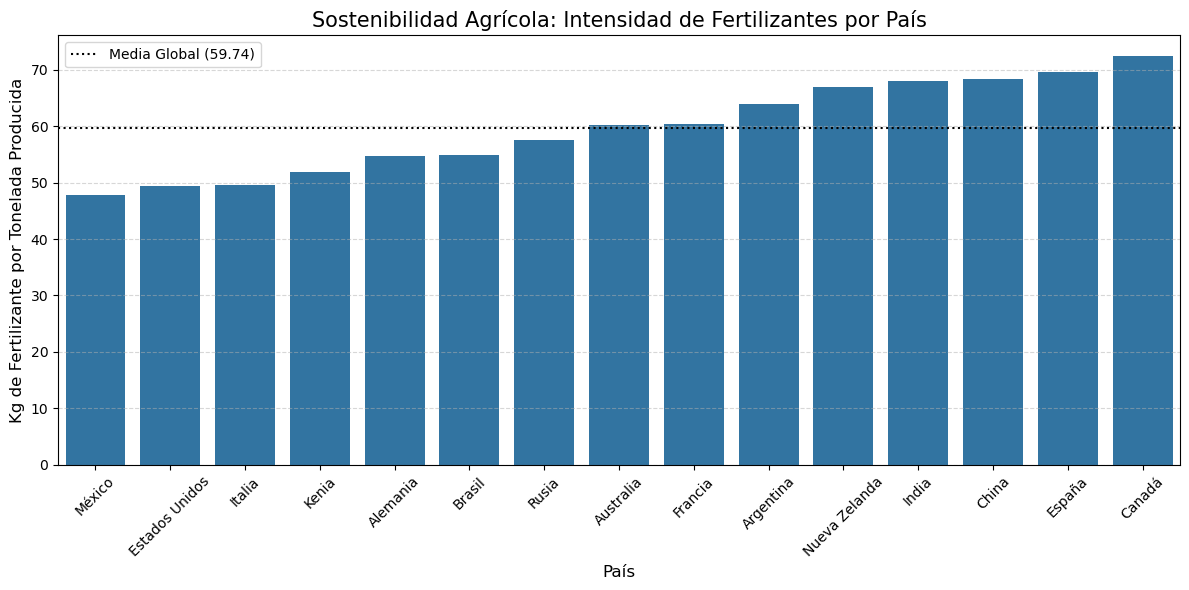 Sostenibilidad Agrícola: Intensidad de Fertilizantes por País
Media Global (59.74)
Kg de Fertilizante por Tonelada Producida
70
60
50
40
30
20
10
0
México
Estados Unidos
Italia
Kenia
Alemania
Brasil
Rusia
Australia
Francia
Argentina
Nueva Zelanda
India
China
España
Canadá
País